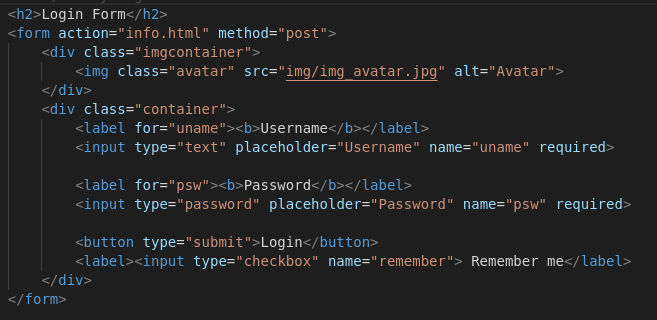 <h2>Login Form</h2>
<form action="info.html" method="post">
    <div class="imgcontainer">
        <img class="avatar" src="img/img_avatar.jpg" alt="Avatar">
    </div>
    <div class="container">
        <label for="uname"><b>Username</b></label>
        <input type="text" placeholder="Username" name="uname" required>

        <label for="psw"><b>Password</b></label>
        <input type="password" placeholder="Password" name="psw" required>

        <button type="submit">Login</button>
        <label><input type="checkbox" name="remember"> Remember me</label>
    </div>
</form>